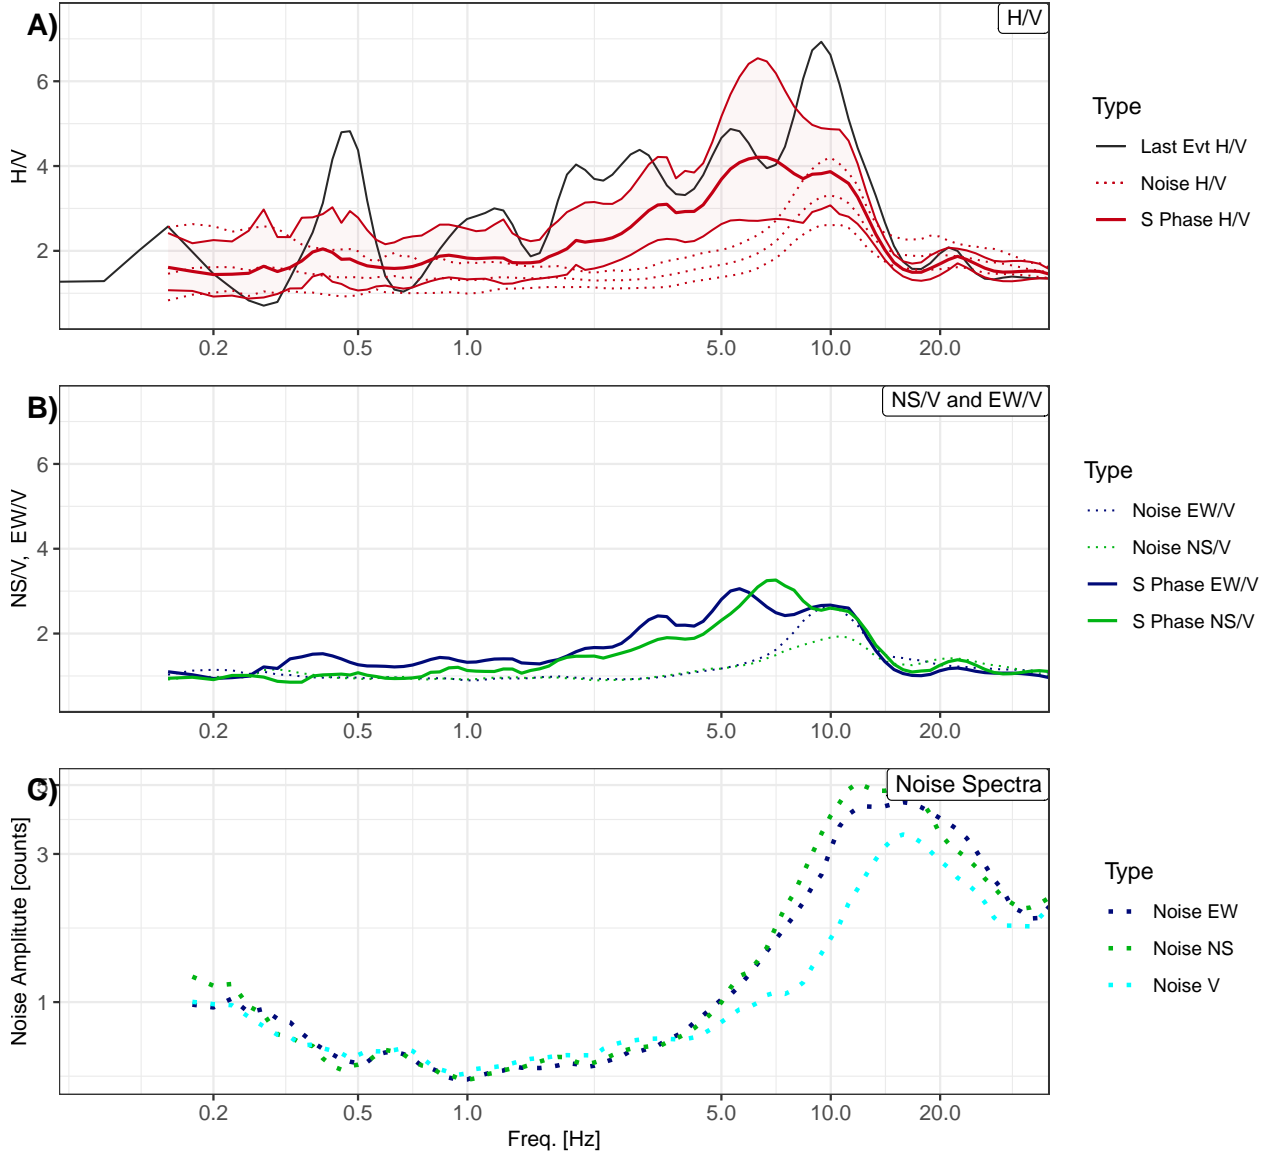 A)
H/V
H/V
6
4
2
0.2 0.5 1.0 5.0 10.0 20.0
Type
Last Evt H/V
Noise H/V
S Phase H/V
B)
NS/V and EW/V
NS/V, EW/V
6
4
2
0.2 0.5 1.0 5.0 10.0 20.0
Type
Noise EW/V
Noise NS/V
S Phase EW/V
S Phase NS/V
C)
Noise Spectra
Noise Amplitude [counts]
3
1
0.2 0.5 1.0 5.0 10.0 20.0
Freq. [Hz]
Type
Noise EW
Noise NS
Noise V